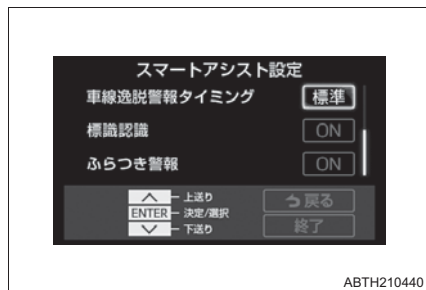 スマートアシスト設定
車線逸脱警報タイミング 標準
標識認識 ON
ふらつき警報 ON
上送り
ENTER 決定/選択
下送り
戻る
終了
ABTH210440